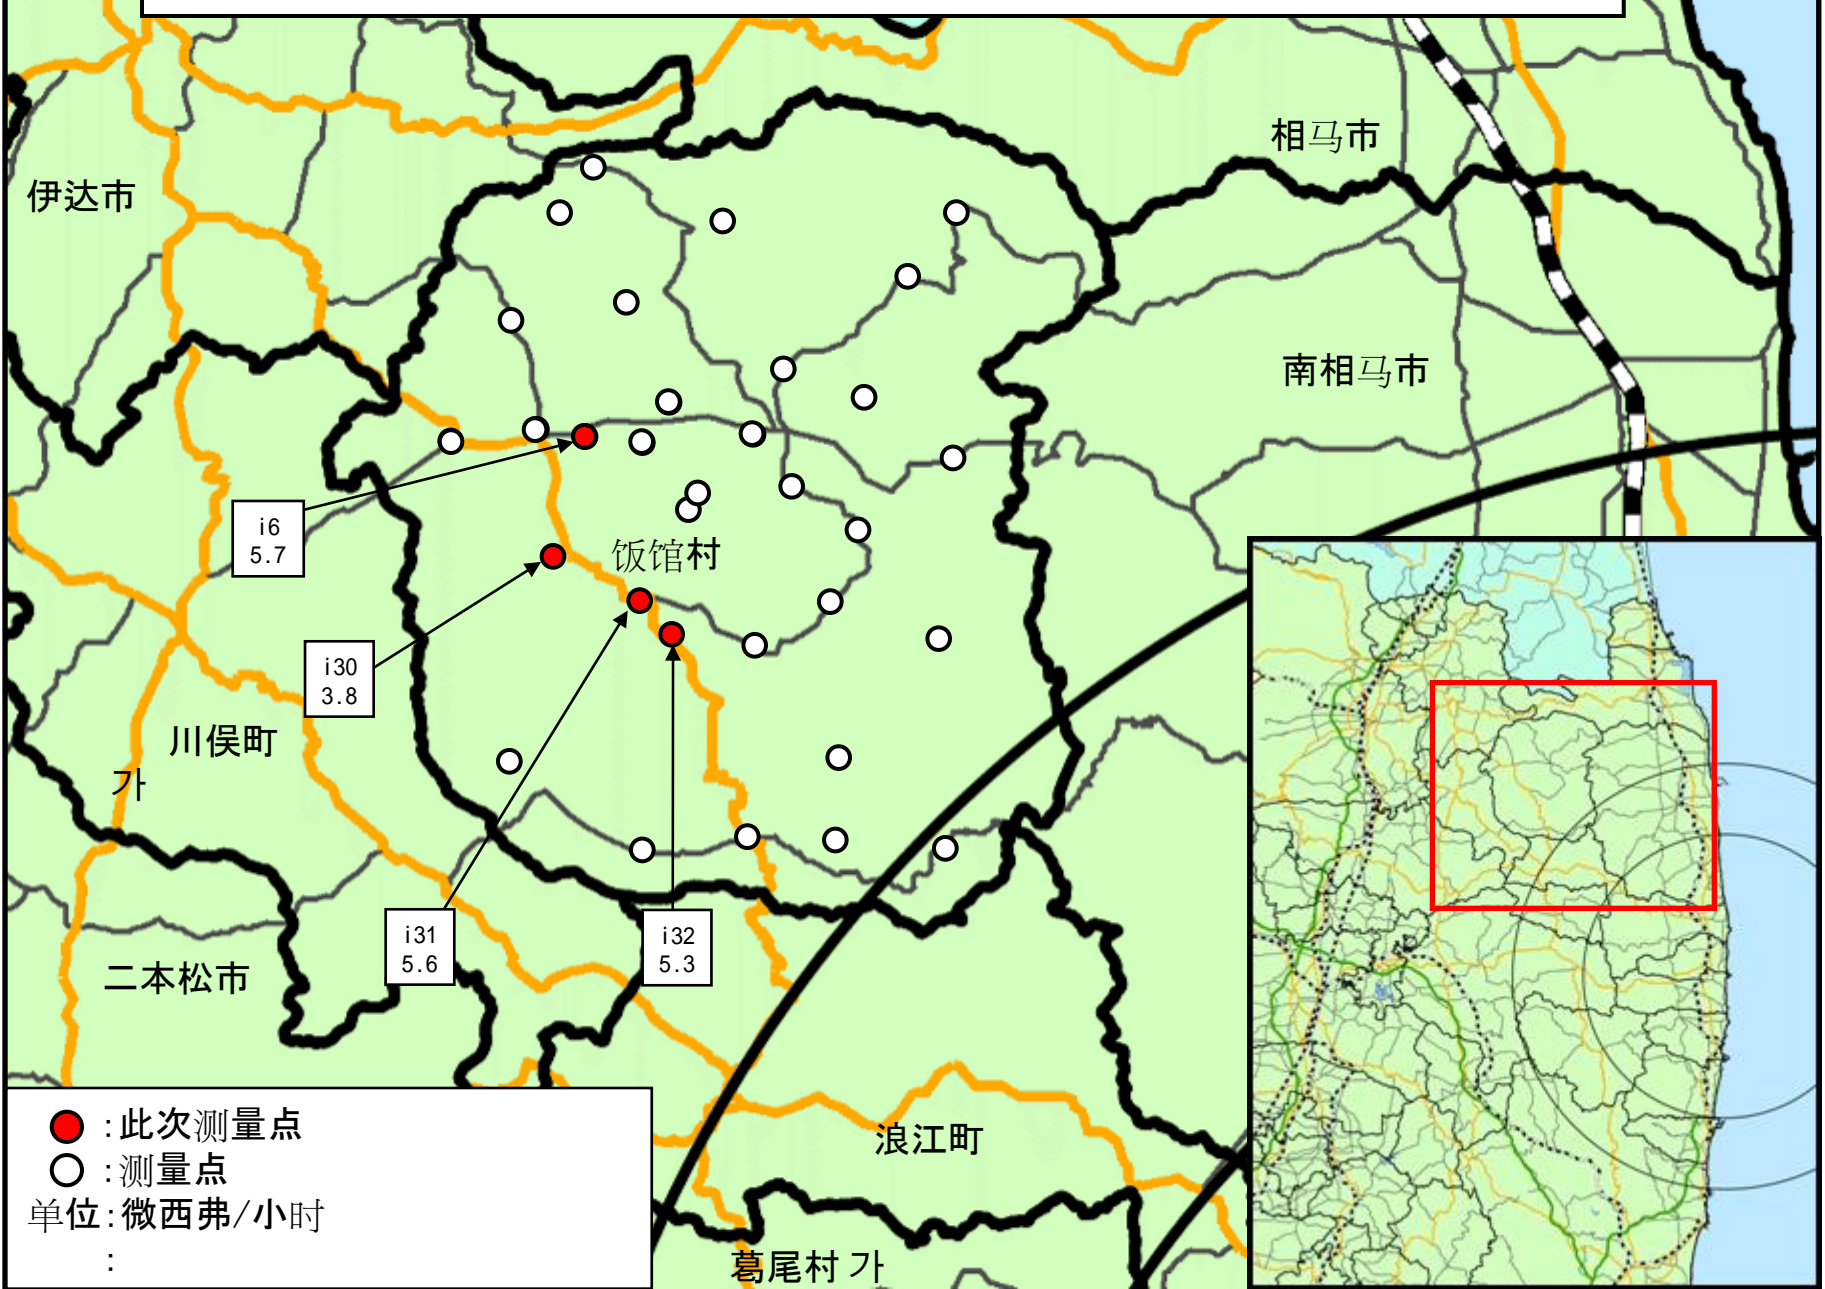 相马市
伊达市
南相马市
i6
5.7
饭馆村
i30
3.8
川俣町
가
i31
5.6
i32
5.3
二本松市
:此次测量点
:测量点
单位:微西弗/小时
:
浪江町
葛尾村 가